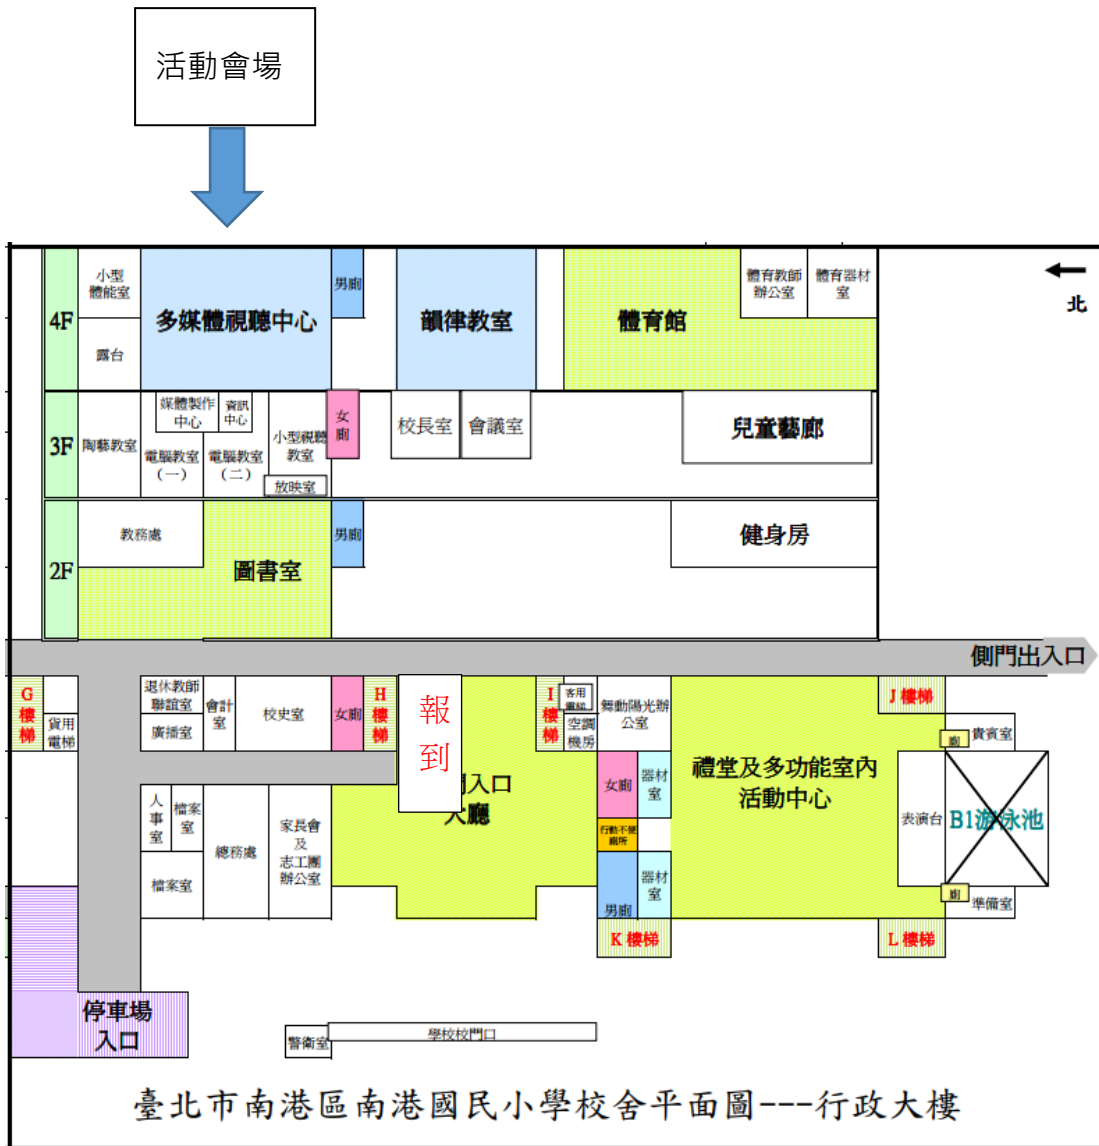 活動會場
4F
小型
體能室
露台
多媒體視聽中心
男廁
韻律教室
體育館
體育教師
辦公室
體育器材
室
北
3F
陶藝教室
媒體製作
中心
資訊
中心
電腦教室
(一)
電腦教室
(二)
小型視聽
教室
放映室
女
廁
校長室
會議室
兒童藝廊
2F
教務處
圖書室
男廁
健身房
側門出入口
G
樓
梯
貨用
電梯
退休教師
聯誼室
廣播室
會計
室
校史室
女廁
H
樓
梯
報
到
入口
大廳
I
樓
梯
客用
電梯
空調
機房
舞動陽光辦
公室
女廁
器材
室
行動不便
廁所
男廁
器材
室
K 樓梯
禮堂及多功能室內
活動中心
J 樓梯
廁
貴賓室
表演台
B1游泳池
廁
準備室
L 樓梯
人
事
室
檔案
室
檔案室
總務處
家長會
及
志工團
辦公室
停車場
入口
警衛室
學校校門口
臺北市南港區南港國民小學校舍平面圖---行政大樓